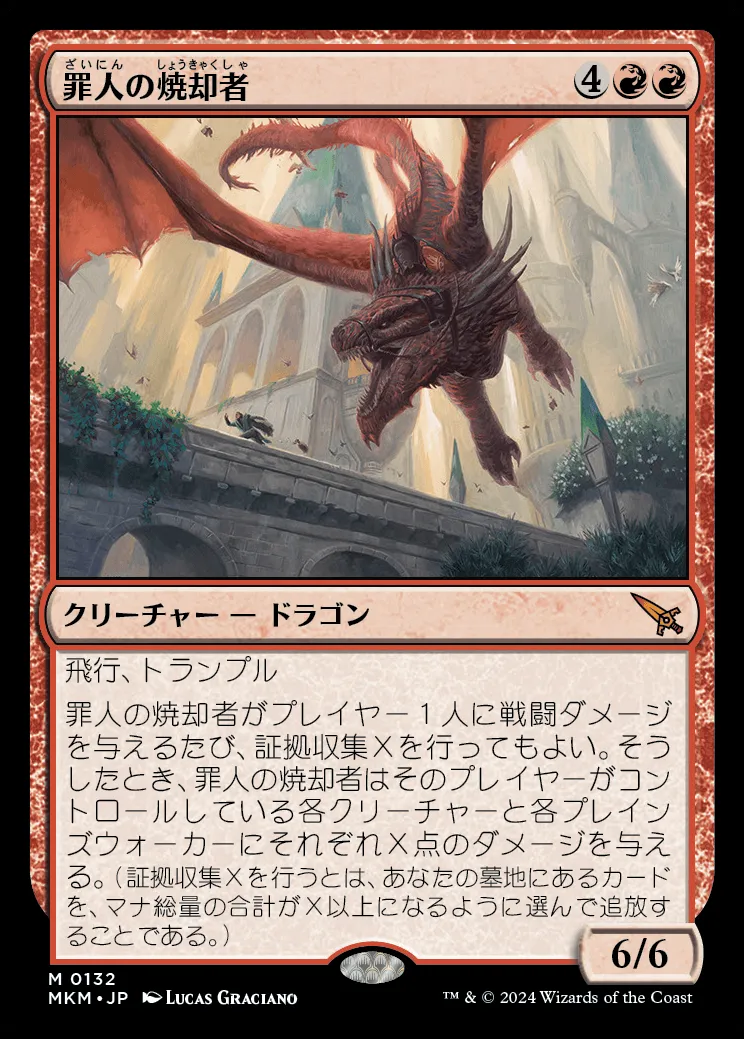 ざいにん しょうきゃくしゃ
罪人の焼却者 4
クリーチャー — ドラゴン
飛行、トランプル
罪人の焼却者がプレイヤー1人に戦闘ダメージ
を与えるたび、証拠収集Xを行ってもよい。そう
したとき、罪人の焼却者はそのプレイヤーがコン
トロールしている各クリーチャーと各プレイン
ズウォーカーにそれぞれX点のダメージを与え
る。（証拠収集Xを行うとは、あなたの墓地にあるカード
を、マナ総量の合計がX以上になるように選んで追放す
ることである。）
6/6
M 0132
MKM • JP Lucas Graciano
™ & © 2024 Wizards of the Coast